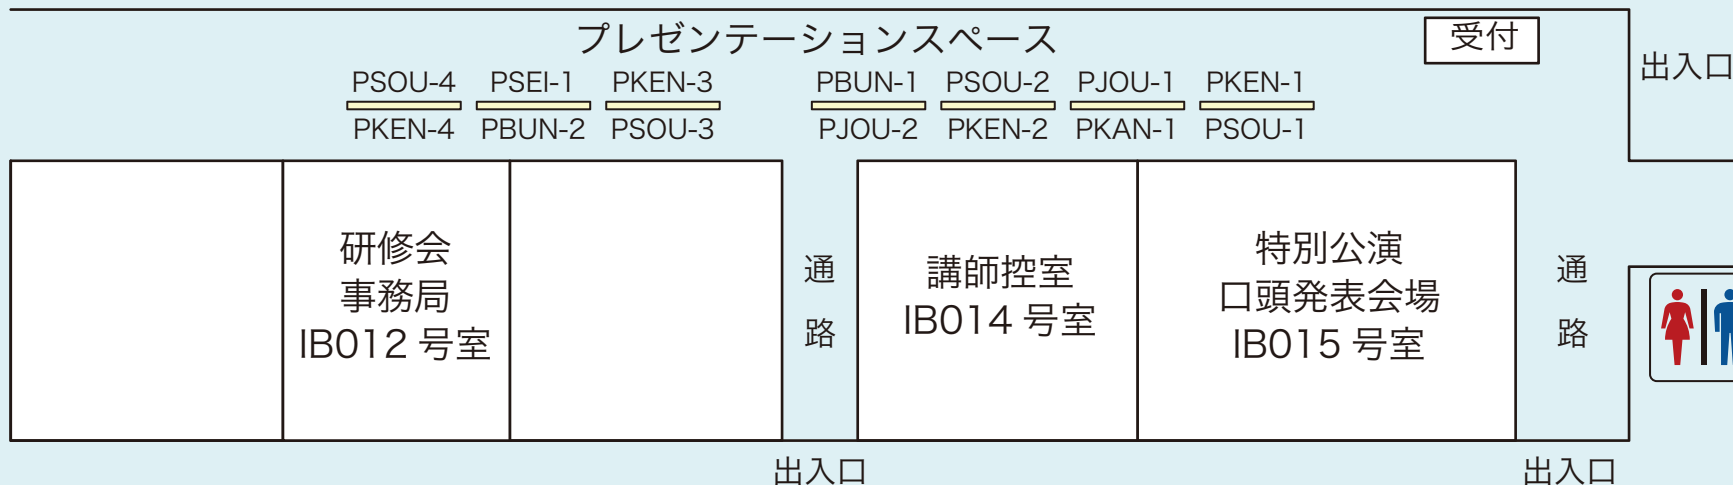 プレゼンテーションスペース
受付
出入口
PSOU-4 PSEI-1 PKEN-3 PBUN-1 PSOU-2 PJOU-1 PKEN-1
PKEN-4 PBUN-2 PSOU-3 PJOU-2 PKEN-2 PKAN-1 PSOU-1
研修会
事務局
IB012 号室
通
路
講師控室
IB014 号室
特別公演
口頭発表会場
IB015 号室
通
路
出入口
出入口